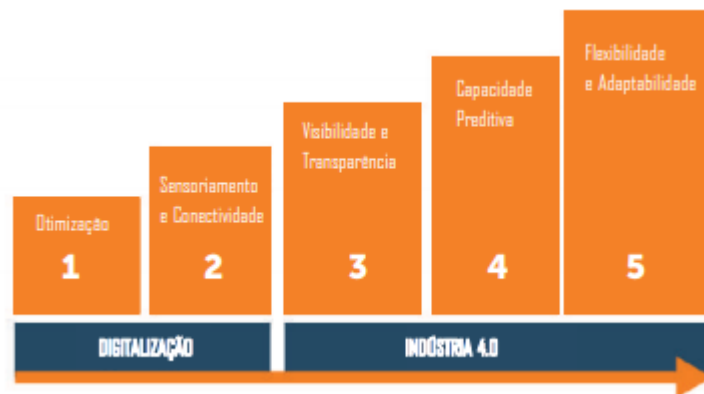 Otimização
1
Sensoriamento
e Conectividade
2
Visibilidade e
Transparência
3
Capacidade
Preditiva
4
Flexibilidade
e Adaptabilidade
5
DIGITALIZAÇÃO
INDÚSTRIA 4.0